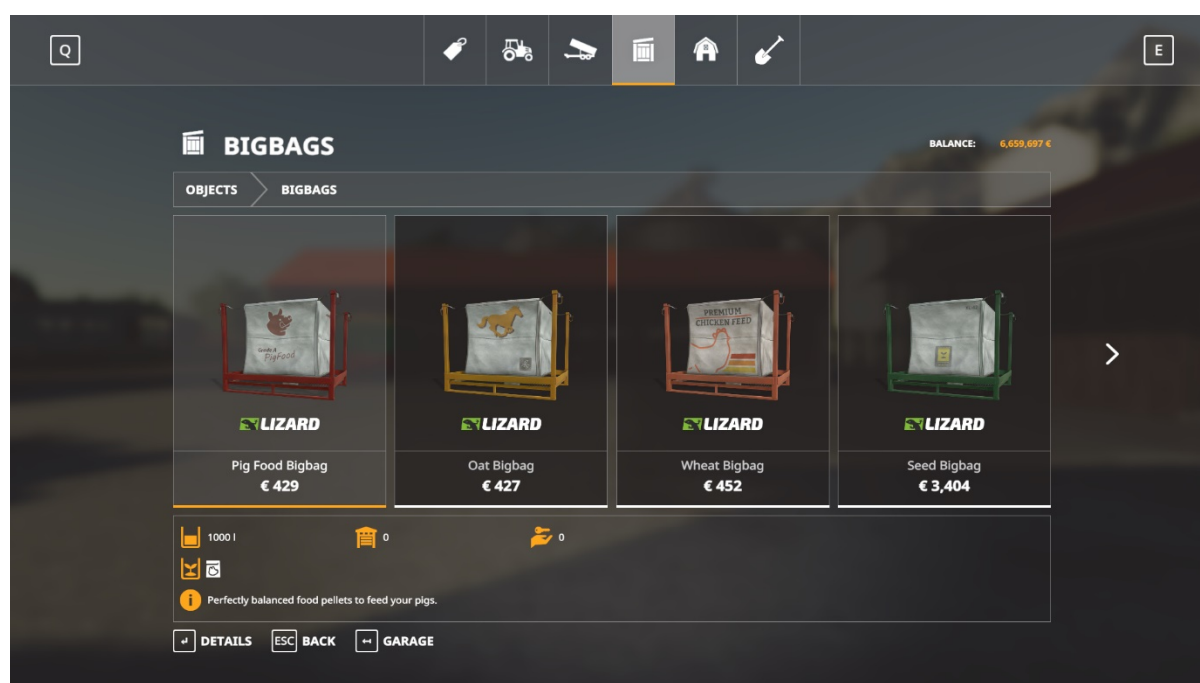 Q
E
BIGBAGS
BALANCE: 6,659,697 €
OBJECTS BIGBAGS
PigFood
PREMIUM
CHICKEN FEED
LIZARD LIZARD LIZARD LIZARD
Pig Food Bigbag Oat Bigbag Wheat Bigbag Seed Bigbag
€ 429 € 427 € 452 € 3,404
1000 l 0 0
Perfectly balanced food pellets to feed your pigs.
DETAILS ESC BACK GARAGE